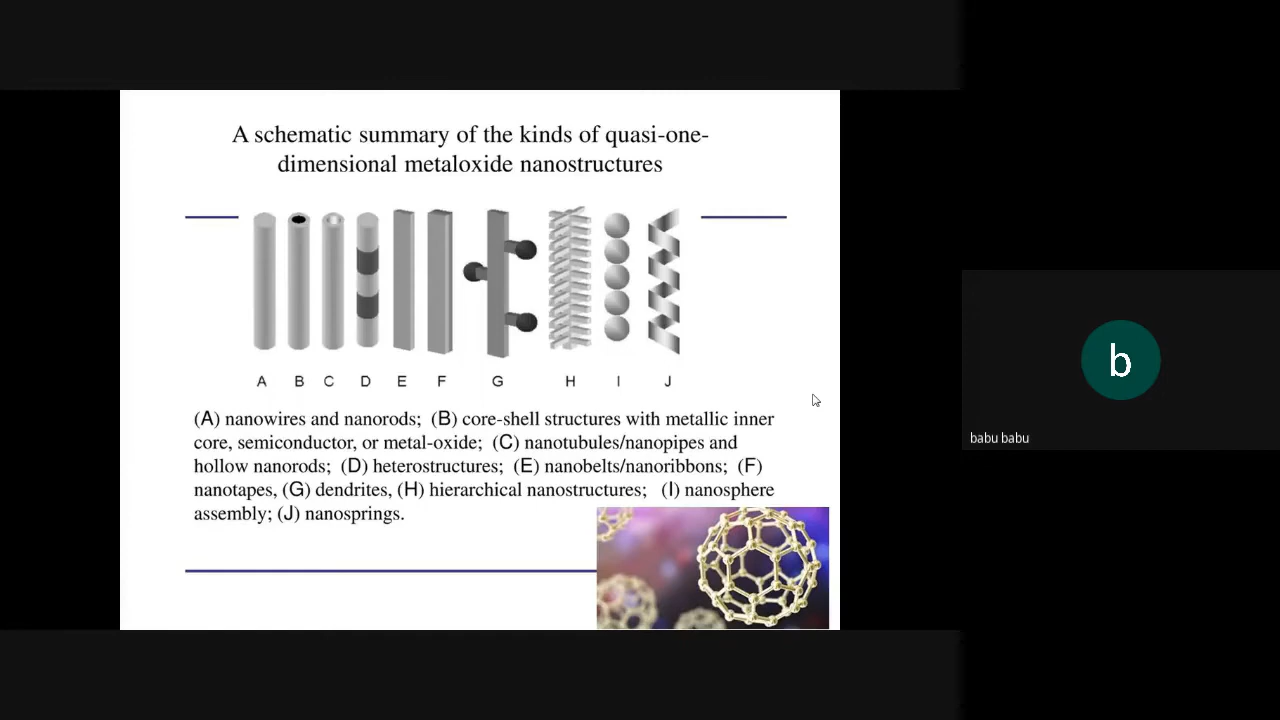 A schematic summary of the kinds of quasi-one-
dimensional metaloxide nanostructures
A B C D E F G H I J
(A) nanowires and nanorods; (B) core-shell structures with metallic inner
core, semiconductor, or metal-oxide; (C) nanotubules/nanopipes and
hollow nanorods; (D) heterostructures; (E) nanobelts/nanoribbons; (F)
nanotapes, (G) dendrites, (H) hierarchical nanostructures; (I) nanosphere
assembly; (J) nanosprings.
b
babu babu